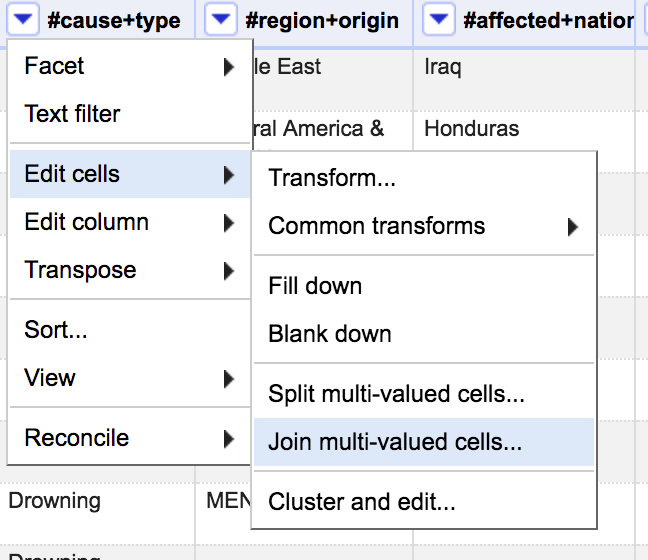 #cause+type #region+origin #affected+nation
Facet
le East Iraq
Text filter
ral America & Honduras
Edit cells
Transform...
Edit column
Common transforms
Transpose
Fill down
Sort...
Blank down
View
Split multi-valued cells...
Reconcile
Join multi-valued cells...
Drowning MEN
Cluster and edit...
Drowning